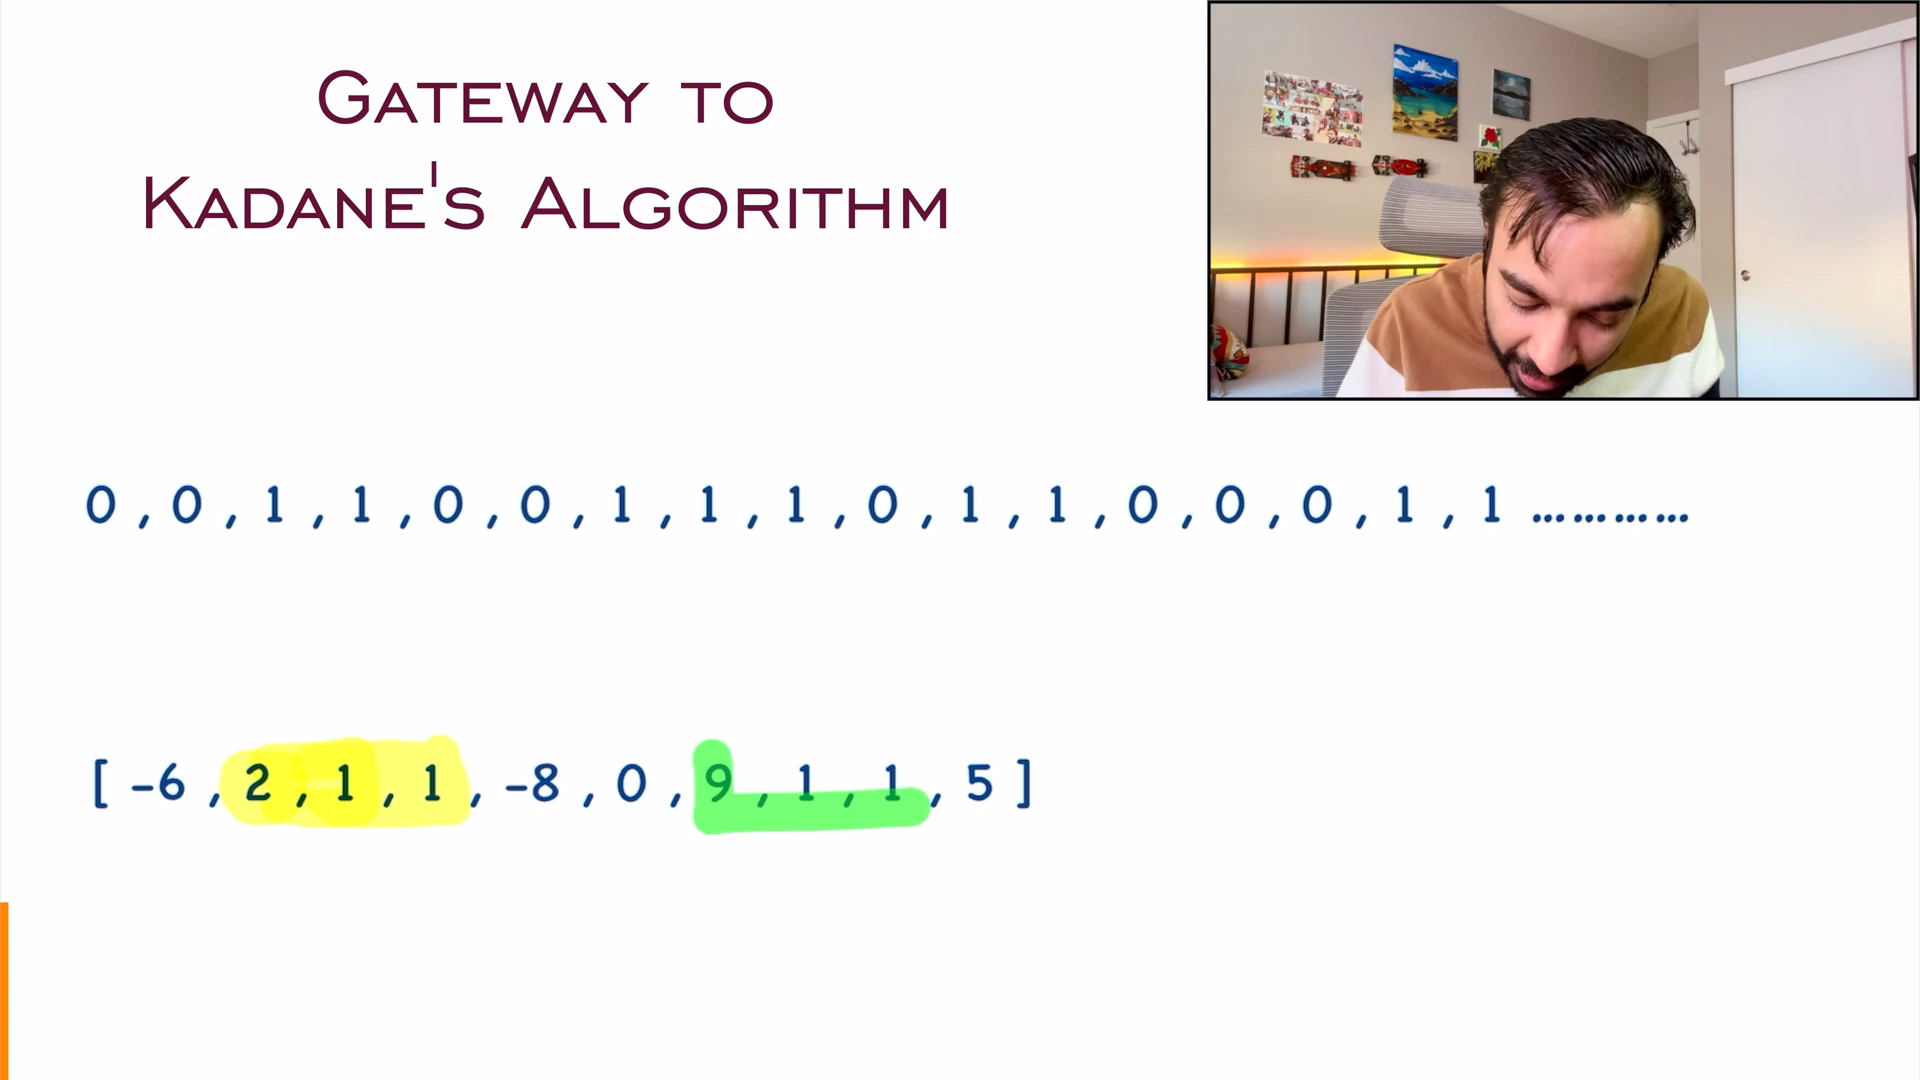 GATEWAY TO
KADANE'S ALGORITHM
0 , 0 , 1 , 1 , 0 , 0 , 1 , 1 , 1 , 0 , 1 , 1 , 0 , 0 , 0 , 1 , 1 …………
[ -6 , 2 , 1 , 1 , -8 , 0 , 9 , 1 , 1 , 5 ]